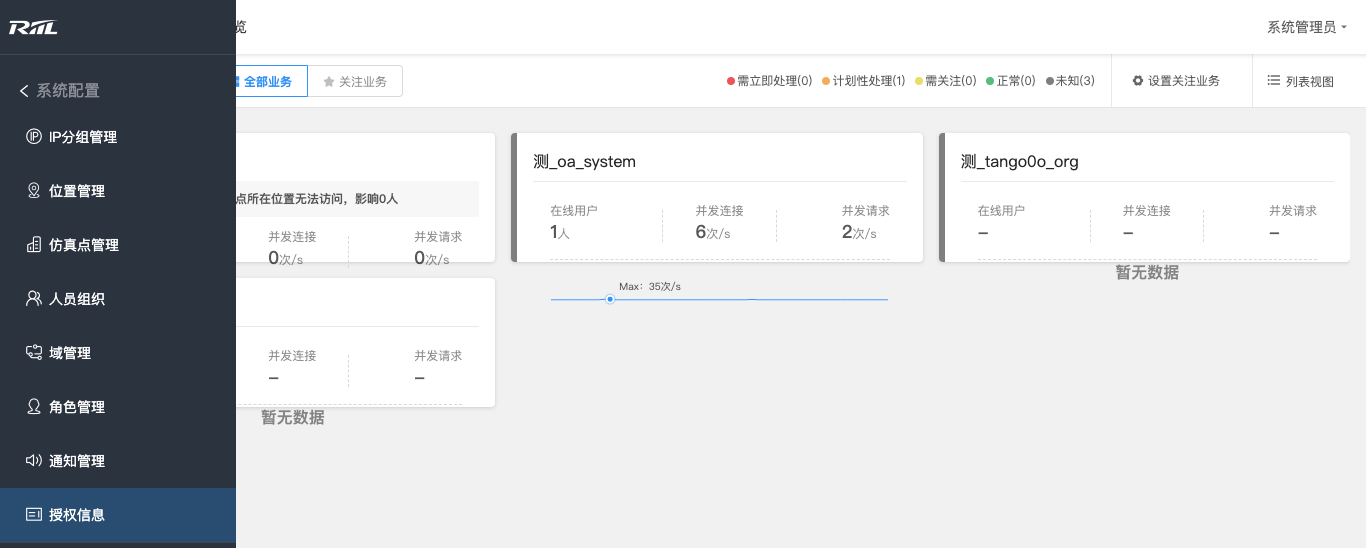 RIIL
览
系统管理员
系统配置
IP分组管理
位置管理
仿真点管理
人员组织
域管理
角色管理
通知管理
授权信息
全部业务
关注业务
需立即处理(0)
计划性处理(1)
需关注(0)
正常(0)
未知(3)
设置关注业务
列表视图
点所在位置无法访问，影响0人
并发连接
0次/s
并发请求
0次/s
测_oa_system
在线用户
1人
并发连接
6次/s
并发请求
2次/s
Max：35次/s
测_tango0o_org
在线用户
–
并发连接
–
并发请求
–
暂无数据
并发连接
–
并发请求
–
暂无数据